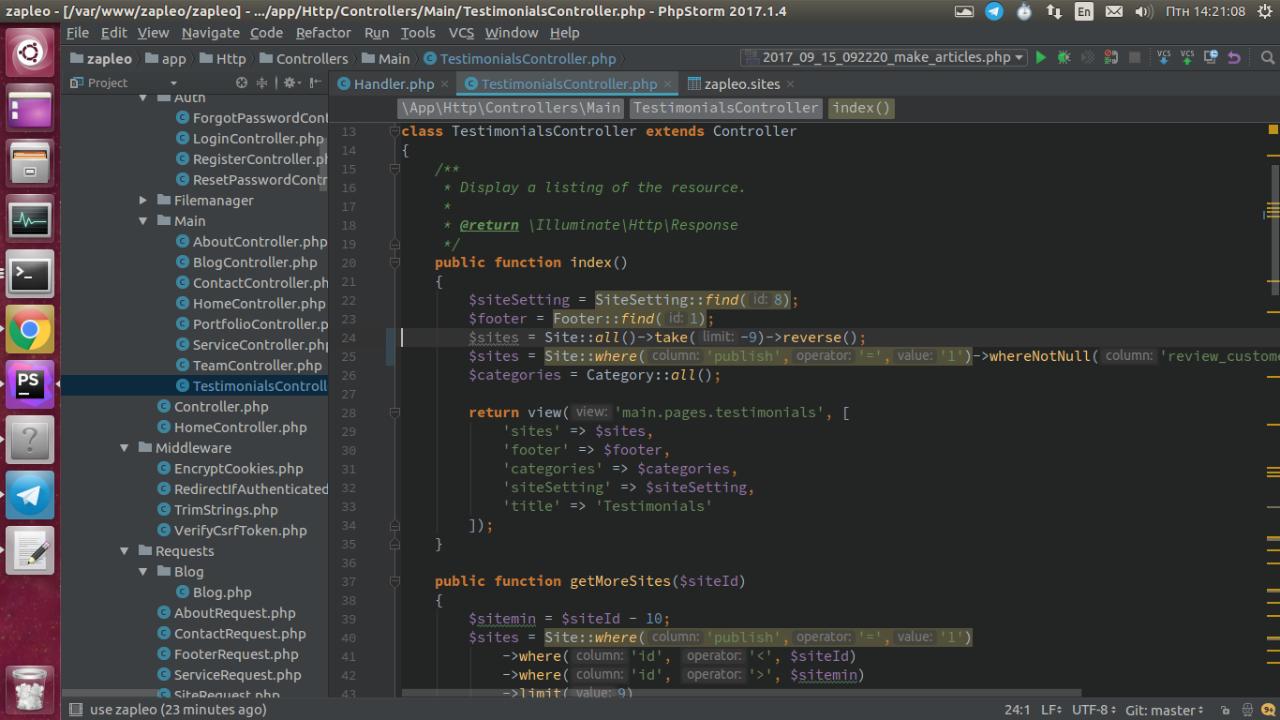 zapleo - [/var/www/zapleo/zapleo] - .../app/Http/Controllers/Main/TestimonialsController.php - PhpStorm 2017.1.4
En
Птн 14:21:08
File Edit View Navigate Code Refactor Run Tools VCS Window Help
zapleo app Http Controllers Main TestimonialsController.php
2017_09_15_092220_make_articles.php
VCS VCS
Project
Handler.php TestimonialsController.php zapleo.sites
\App\Http\Controllers\Main TestimonialsController index()
Auth
ForgotPasswordCont
LoginController.php
RegisterController.php
ResetPasswordContr
Filemanager
Main
AboutController.php
BlogController.php
ContactController.php
HomeController.php
PortfolioController.php
ServiceController.php
TeamController.php
TestimonialsControll
Controller.php
HomeController.php
Middleware
EncryptCookies.php
RedirectIfAuthenticated
TrimStrings.php
VerifyCsrfToken.php
Requests
Blog
Blog.php
AboutRequest.php
ContactRequest.php
FooterRequest.php
ServiceRequest.php
SiteRequest.php
PS
13 class TestimonialsController extends Controller
14 {
15 /**
16 * Display a listing of the resource.
17 *
18 * @return \Illuminate\Http\Response
19 */
20 public function index()
21 {
22 $siteSetting = SiteSetting::find( id: 8);
23 $footer = Footer::find( id: 1);
24 $sites = Site::all()->take( limit: -9)->reverse();
25 $sites = Site::where( column: 'publish', operator: '=', value: '1')->whereNotNull( column: 'review_custome
26 $categories = Category::all();
27
28 return view( view: 'main.pages.testimonials', [
29 'sites' => $sites,
30 'footer' => $footer,
31 'categories' => $categories,
32 'siteSetting' => $siteSetting,
33 'title' => 'Testimonials'
34 ]);
35 }
36
37 public function getMoreSites($siteId)
38 {
39 $sitemin = $siteId - 10;
40 $sites = Site::where( column: 'publish', operator: '=', value: '1')
41 ->where( column: 'id', operator: '<', $siteId)
42 ->where( column: 'id', operator: '>', $sitemin)
43 ->limit( value: 9)
use zapleo (23 minutes ago)
24:1 LF÷ UTF-8÷ Git: master÷ 9+